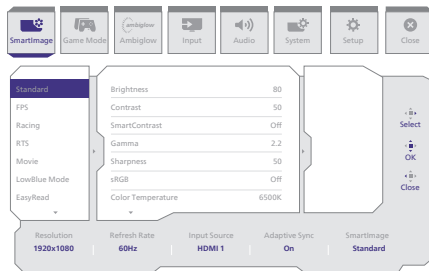 SmartImage
Game Mode
ambiglow
Ambiglow
Input
Audio
System
Setup
Close
Standard
FPS
Racing
RTS
Movie
LowBlue Mode
EasyRead
Brightness 80
Contrast 50
SmartContrast Off
Gamma 2.2
Sharpness 50
sRGB Off
Color Temperature 6500K
Select
OK
Close
Resolution Refresh Rate Input Source Adaptive Sync SmartImage
1920x1080 60Hz HDMI 1 On Standard